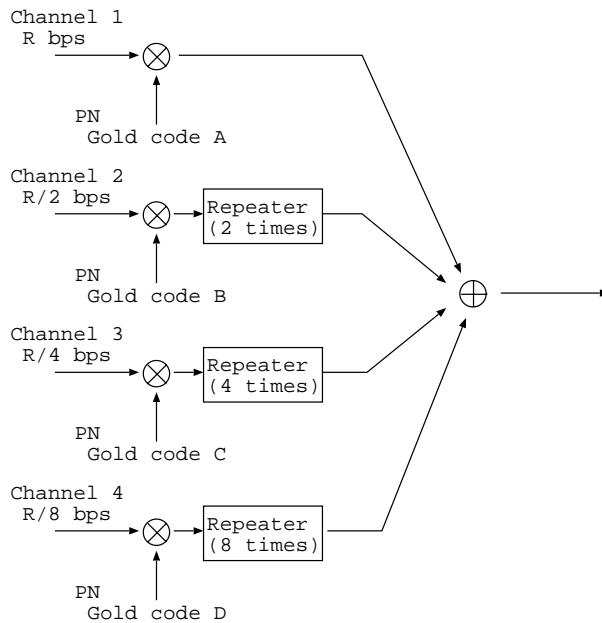 Channel 1
R bps
PN
Gold code A
Channel 2
R/2 bps
Repeater
(2 times)
PN
Gold code B
Channel 3
R/4 bps
Repeater
(4 times)
PN
Gold code C
Channel 4
R/8 bps
Repeater
(8 times)
PN
Gold code D